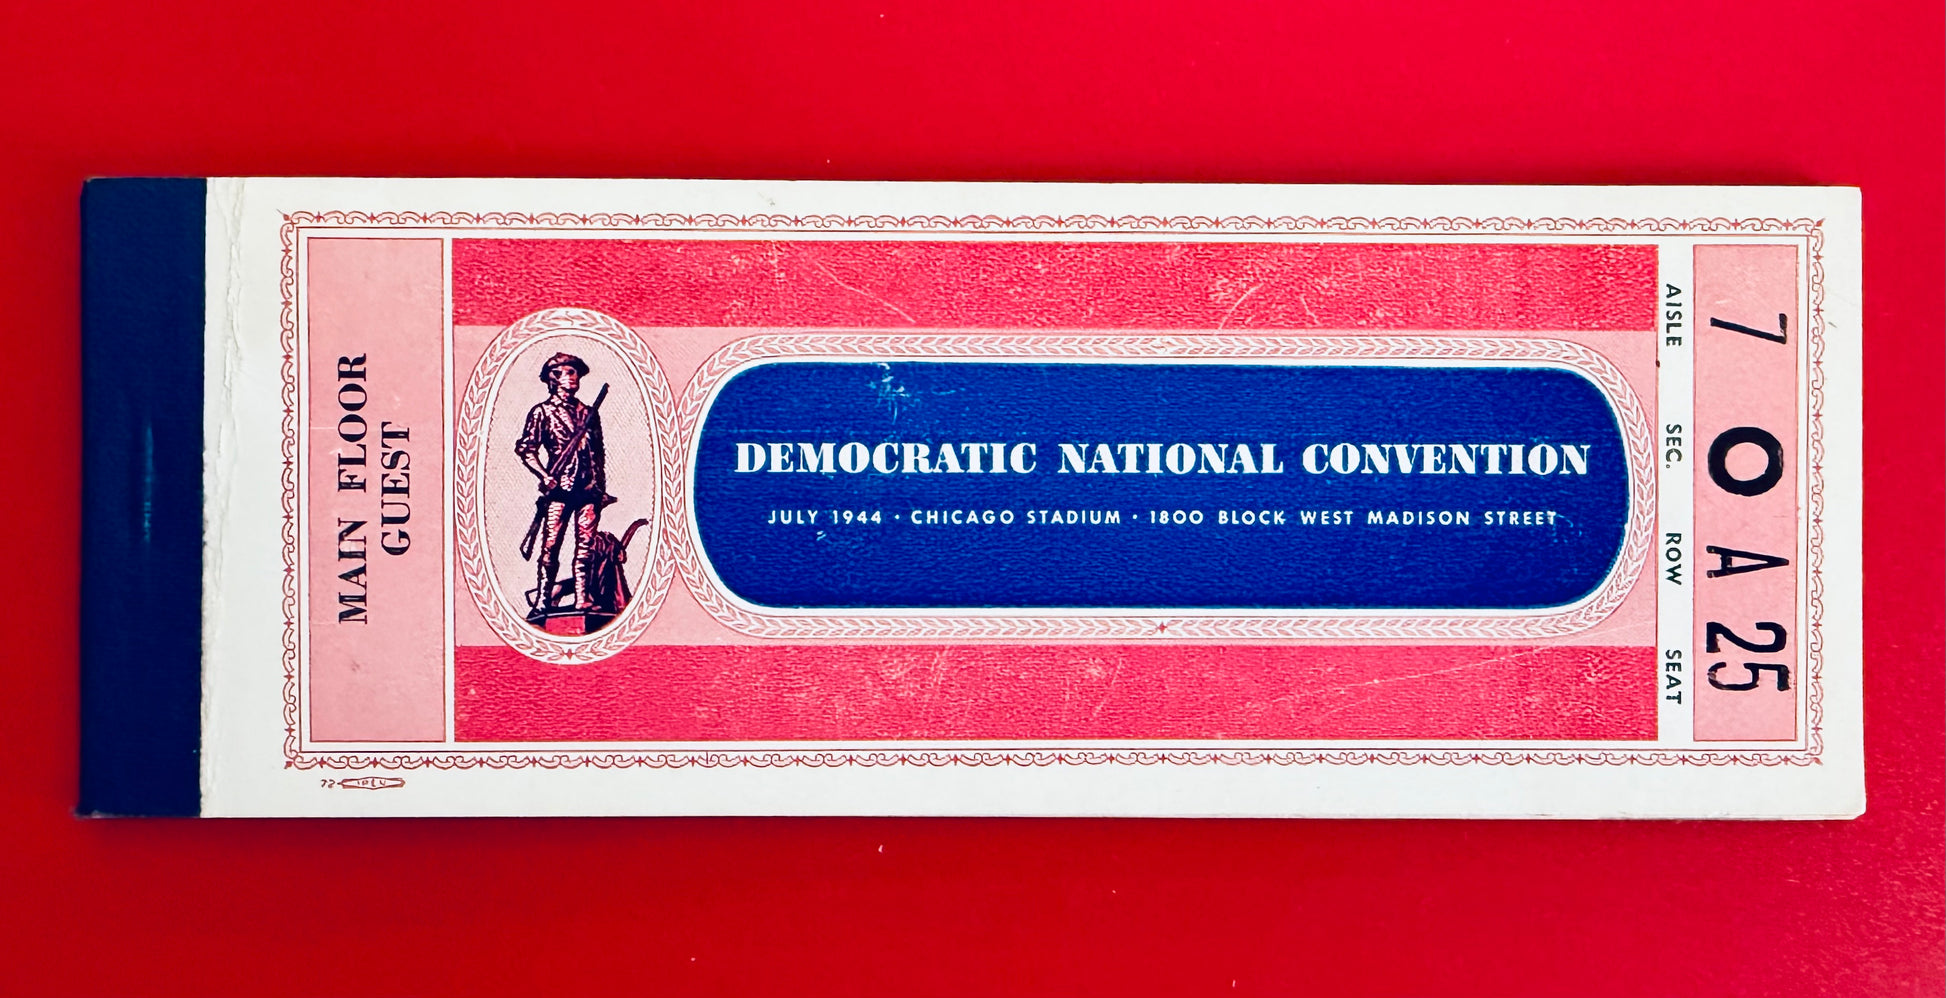 MAIN FLOOR
GUEST
DEMOCRATIC NATIONAL CONVENTION
JULY 1944 · CHICAGO STADIUM · 1800 BLOCK WEST MADISON STREET
AISLE SEC. ROW SEAT
7 O A 25
72